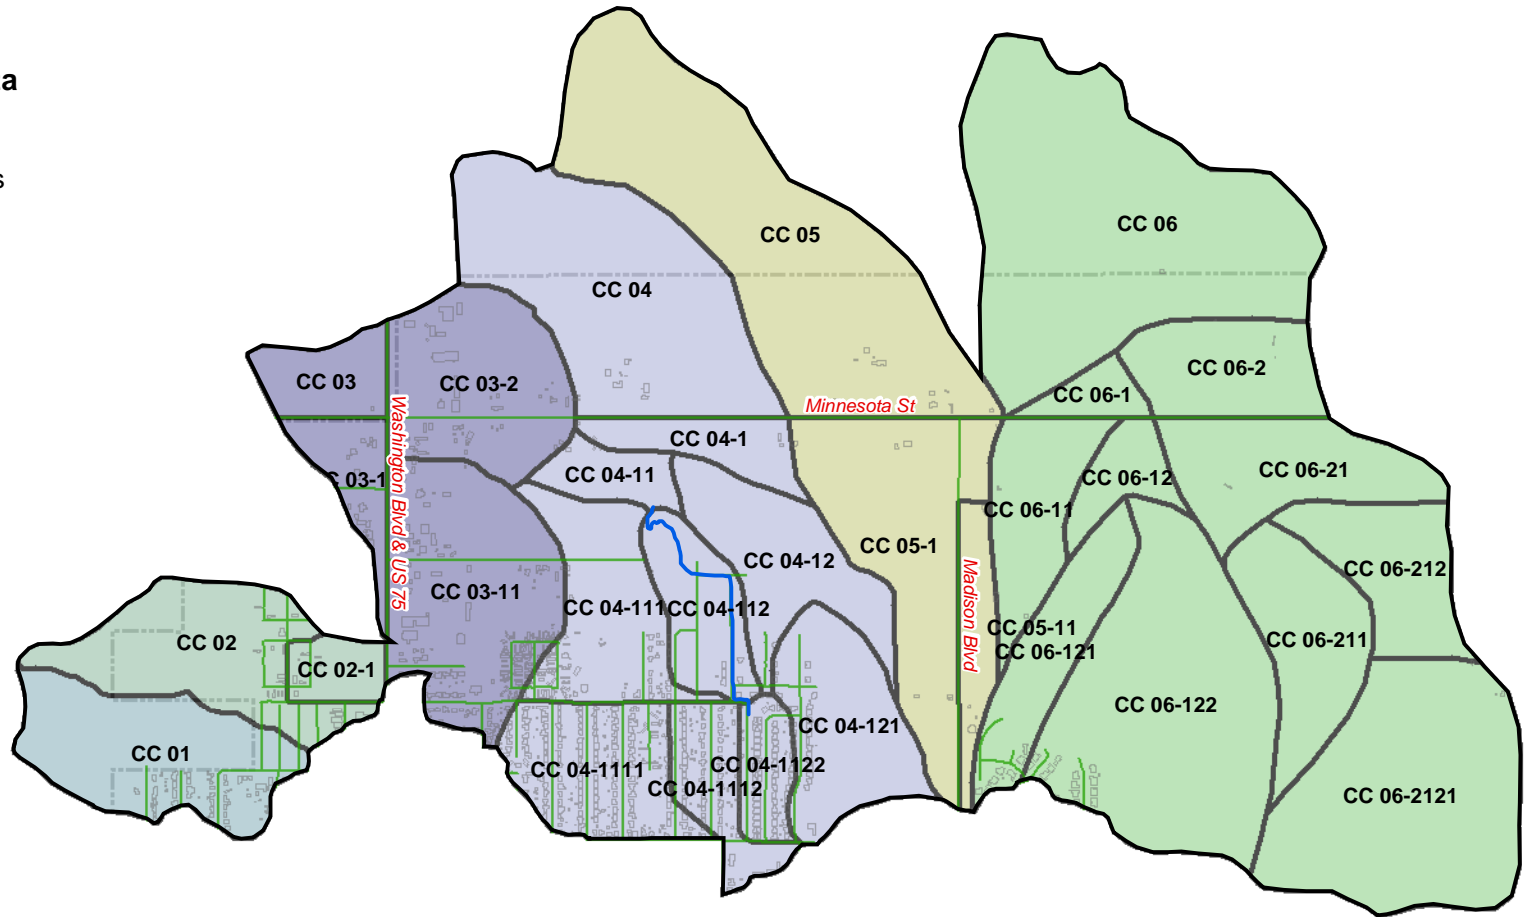 a
s
CC 06
CC 05
CC 04
CC 06-2
CC 03
CC 03-2
CC 06-1
Minnesota St
CC 04-1
CC 06-21
CC 04-11
CC 06-12
C 03-1
CC 06-11
Washington Blvd & US 75
CC 05-1
CC 04-12
CC 06-212
CC 03-11
CC 04-111
CC 04-112
Madison Blvd
CC 05-11
CC 02
CC 06-211
CC 06-121
CC 02-1
CC 06-122
CC 04-121
CC 01
CC 04-1122
CC 04-1111
CC 04-1112
CC 06-2121